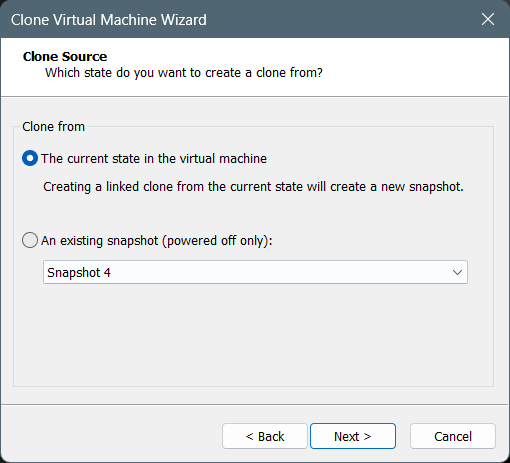 Clone Virtual Machine Wizard
Clone Source
Which state do you want to create a clone from?
Clone from
The current state in the virtual machine
Creating a linked clone from the current state will create a new snapshot.
An existing snapshot (powered off only):
Snapshot 4
< Back
Next >
Cancel